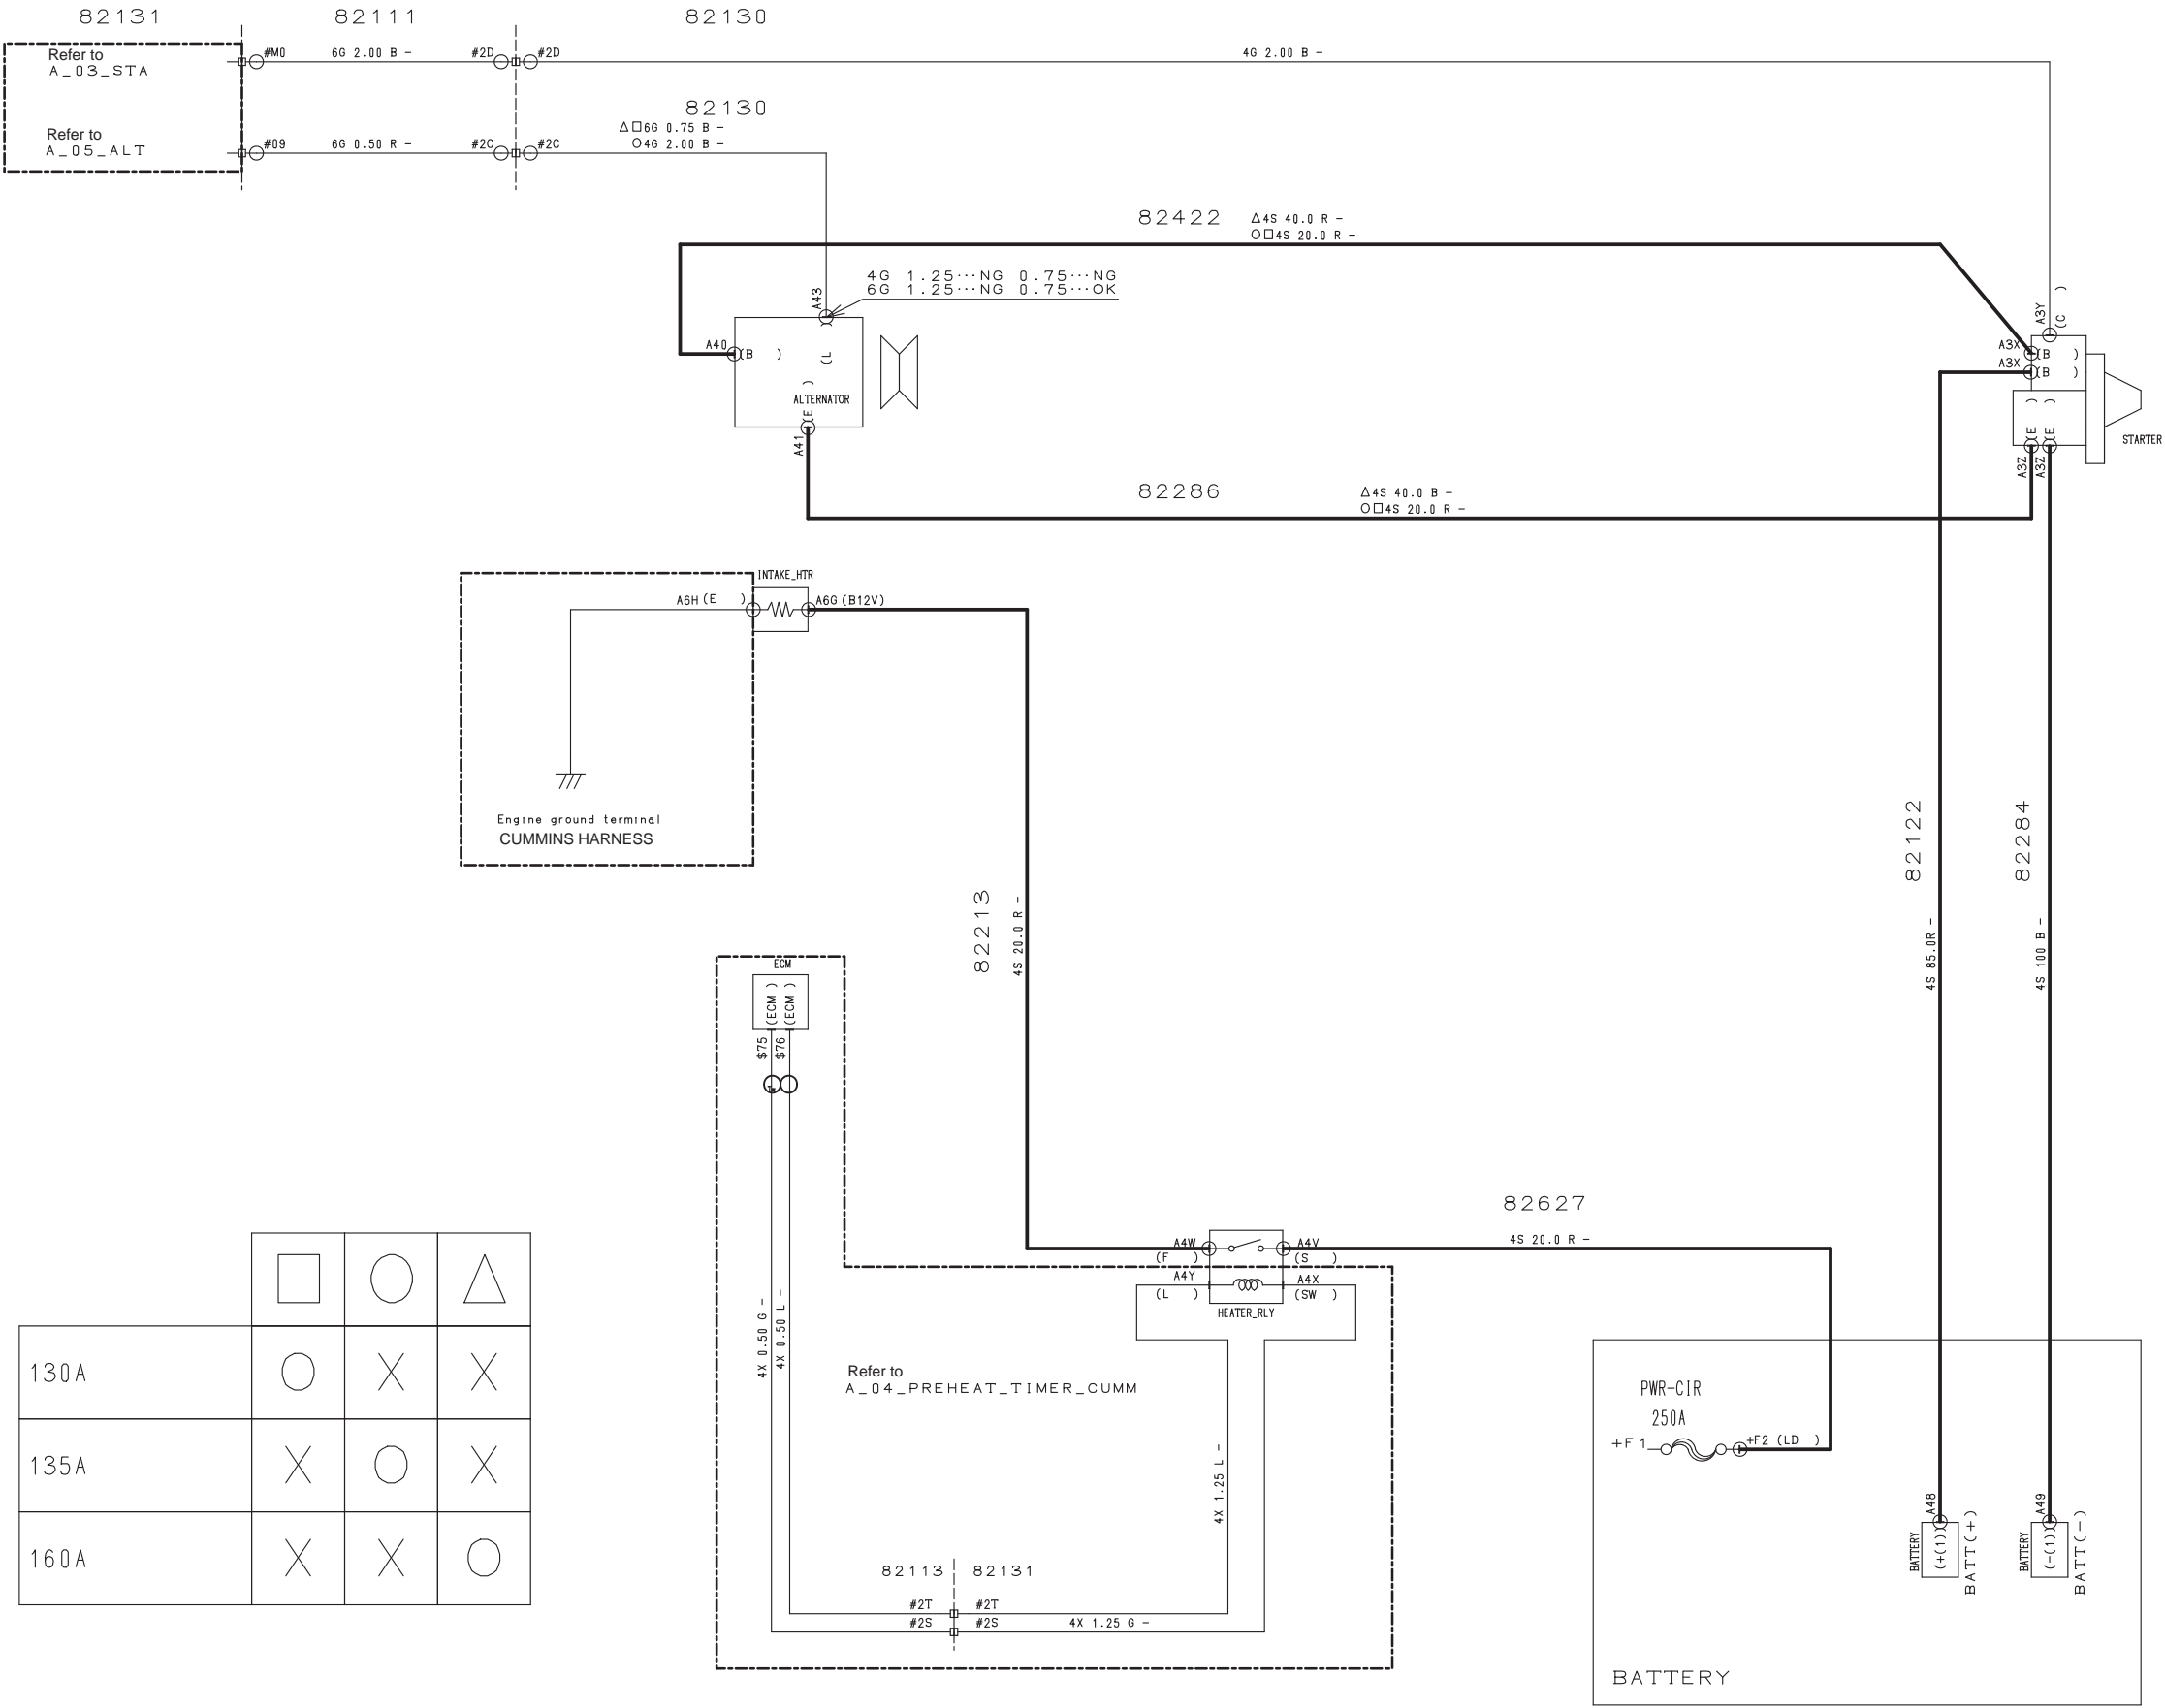 82131
82111
82130
Refer to
A_03_STA
#M0
6G 2.00 B -
#2D
#2D
4G 2.00 B -
82130
Refer to
A_05_ALT
#09
6G 0.50 R -
#2C
#2C
△□6G 0.75 B -
○4G 2.00 B -
82422
△4S 40.0 R -
○□4S 20.0 R -
4G 1.25···NG 0.75···NG
6G 1.25···NG 0.75···OK
A43
A40
(B )
(L )
ALTERNATOR
(E )
A41
A3Y
(C )
A3X
(B )
A3X
(B )
(E )
(E )
A3Z
A3Z
STARTER
82286
△4S 40.0 B -
○□4S 20.0 R -
INTAKE_HTR
A6H (E )
A6G (B12V)
Engine ground terminal
CUMMINS HARNESS
82213
4S 20.0 R -
82122
4S 85.0R -
82284
4S 100 B -
ECM
(ECM )
(ECM )
$75
$76
4X 0.50 G -
4X 0.50 L -
82627
4S 20.0 R -
A4W
(F )
A4V
(S )
A4Y
(L )
A4X
(SW )
HEATER_RLY
Refer to
A_04_PREHEAT_TIMER_CUMM
4X 1.25 L -
82113
82131
#2T
#2T
#2S
#2S
4X 1.25 G -
PWR-CIR
250A
+F1
+F2 (LD )
A48
BATTERY
(+(1))
BATT(+)
A49
BATTERY
(-(1))
BATT(-)
BATTERY
□ ○ △
130A ○ X X
135A X ○ X
160A X X ○